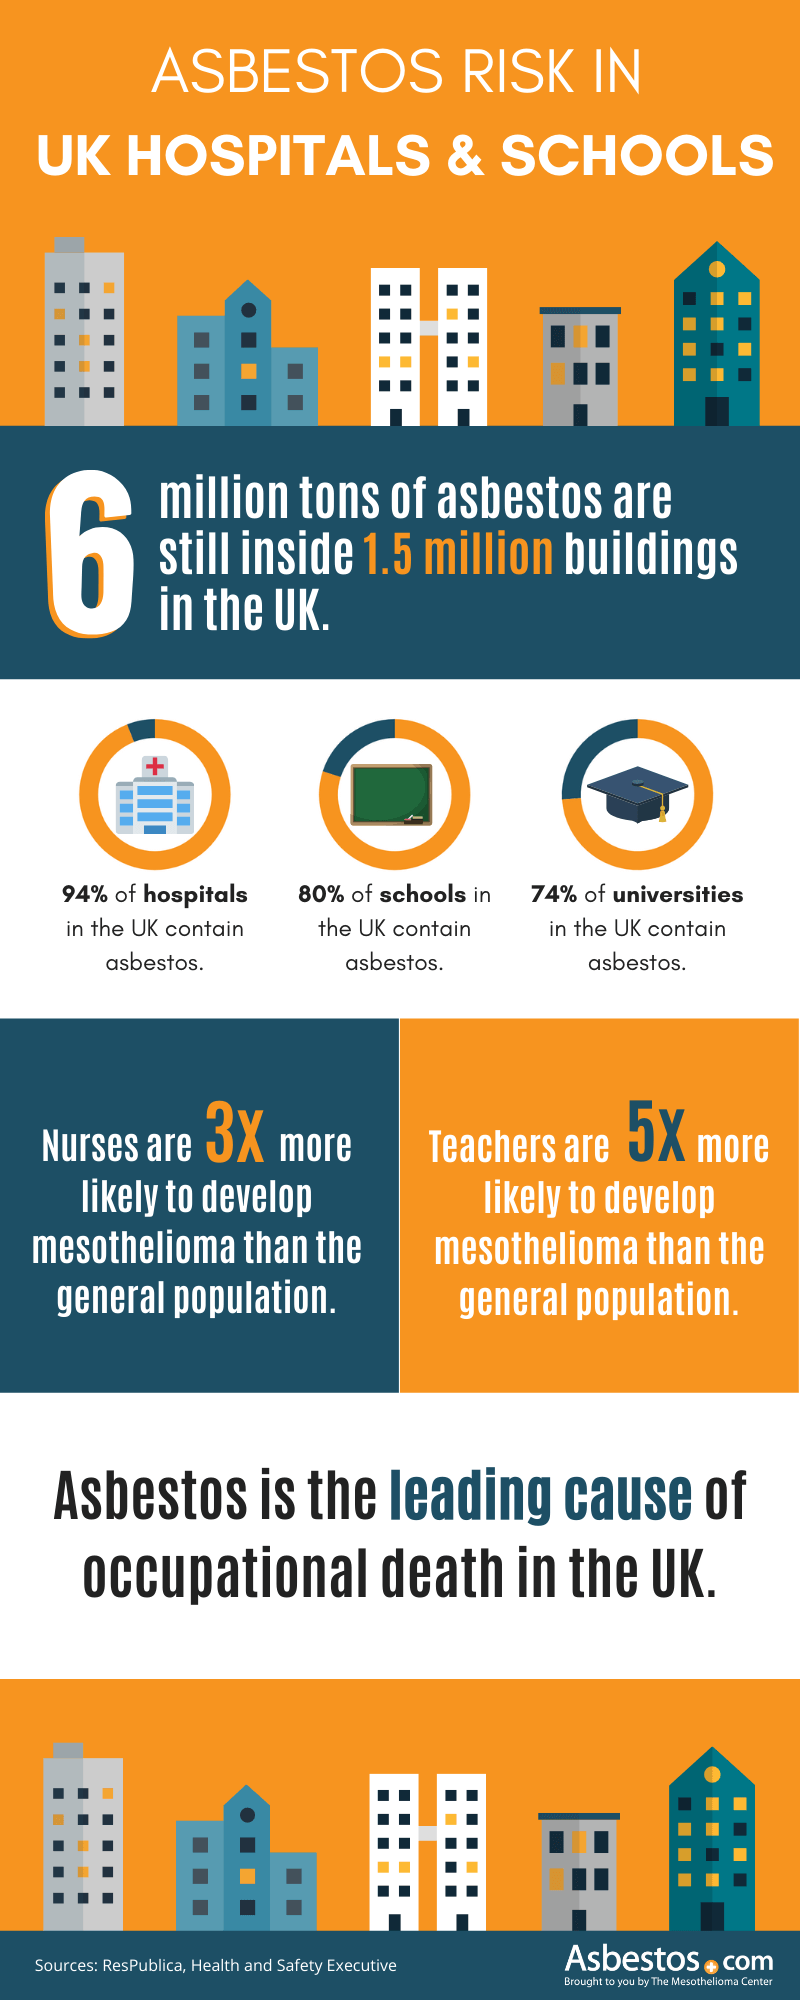 ASBESTOS RISK IN
UK HOSPITALS & SCHOOLS
6 million tons of asbestos are
still inside 1.5 million buildings
in the UK.
94% of hospitals
in the UK contain
asbestos.
80% of schools in
the UK contain
asbestos.
74% of universities
in the UK contain
asbestos.
Nurses are 3X more
likely to develop
mesothelioma than the
general population.
Teachers are 5X more
likely to develop
mesothelioma than the
general population.
Asbestos is the leading cause of
occupational death in the UK.
Sources: ResPublica, Health and Safety Executive
Asbestos.com
Brought to you by The Mesothelioma Center